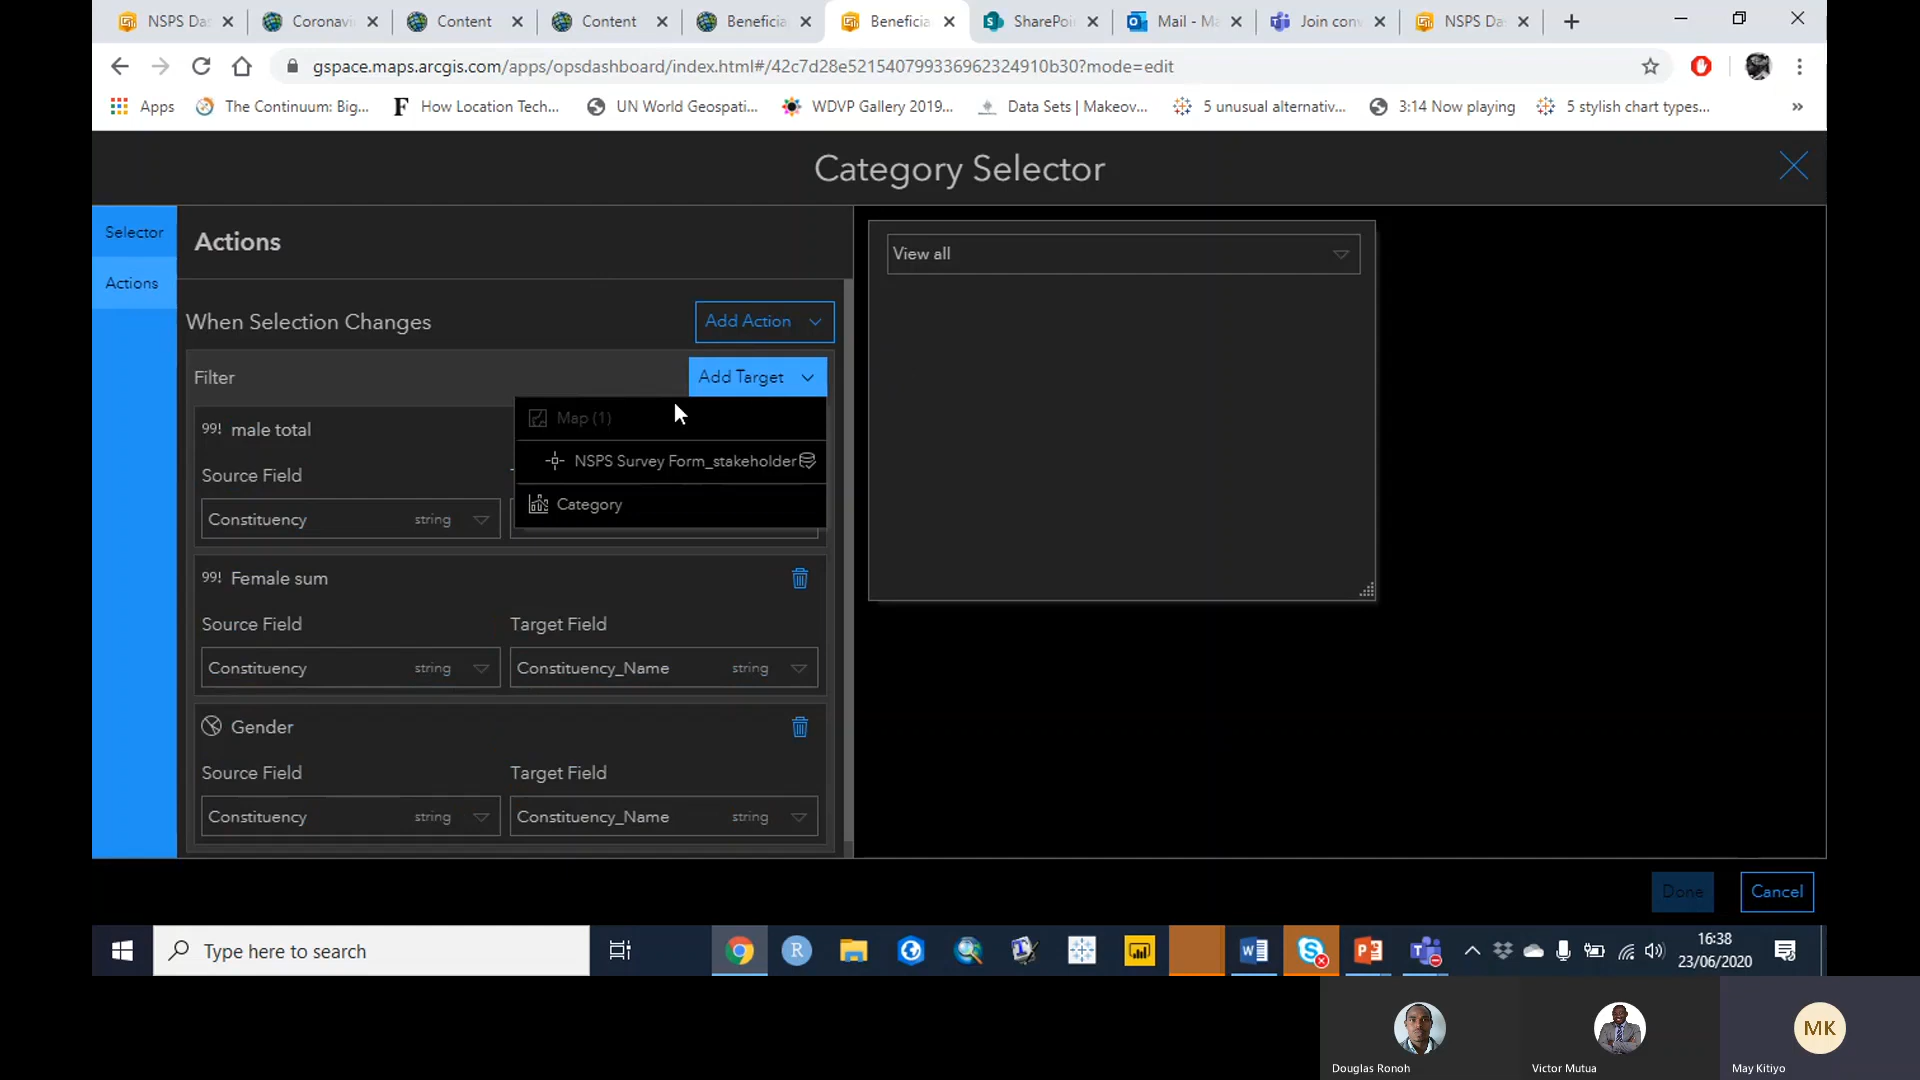 NSPS Da
Coronavi
Content
Content
Beneficia
Beneficia
SharePoi
Mail - M
Join con
NSPS Da
gspace.maps.arcgis.com/apps/opsdashboard/index.html#/42c7d28e521540799336962324910b30?mode=edit
Apps
The Continuum: Big...
How Location Tech...
UN World Geospati...
WDVP Gallery 2019...
Data Sets | Makeov...
5 unusual alternativ...
3:14 Now playing
5 stylish chart types...
Category Selector
Selector
Actions
Actions
When Selection Changes
Add Action
Filter
Add Target
Map (1)
NSPS Survey Form_stakeholder
Category
99! male total
Source Field
Constituency string
99! Female sum
Source Field
Target Field
Constituency string
Constituency_Name string
Gender
Source Field
Target Field
Constituency string
Constituency_Name string
View all
Done
Cancel
Type here to search
16:38
23/06/2020
MK
Douglas Ronoh
Victor Mutua
May Kitiyo